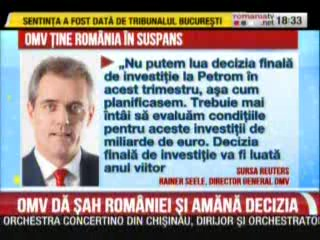 SENTINȚA A FOST DATĂ DE TRIBUNALUL BUCUREȘTI
romaniatv.net
18:33
OMV ȚINE ROMÂNIA ÎN SUSPANS
„Nu putem lua decizia finală
de investiție la Petrom în
acest trimestru, așa cum
planificasem. Trebuie mai
întâi să evaluăm condițiile
pentru aceste investiții de
miliarde de euro. Decizia
finală de investiție va fi luată
anul viitor
SURSA REUTERS
RAINER SEELE, DIRECTOR GENERAL OMV
OMV DĂ ȘAH ROMÂNIEI ȘI AMÂNĂ DECIZIA
ORCHESTRA CONCERTINO DIN CHIȘINĂU, DIRIJOR ȘI ORCHESTRATO